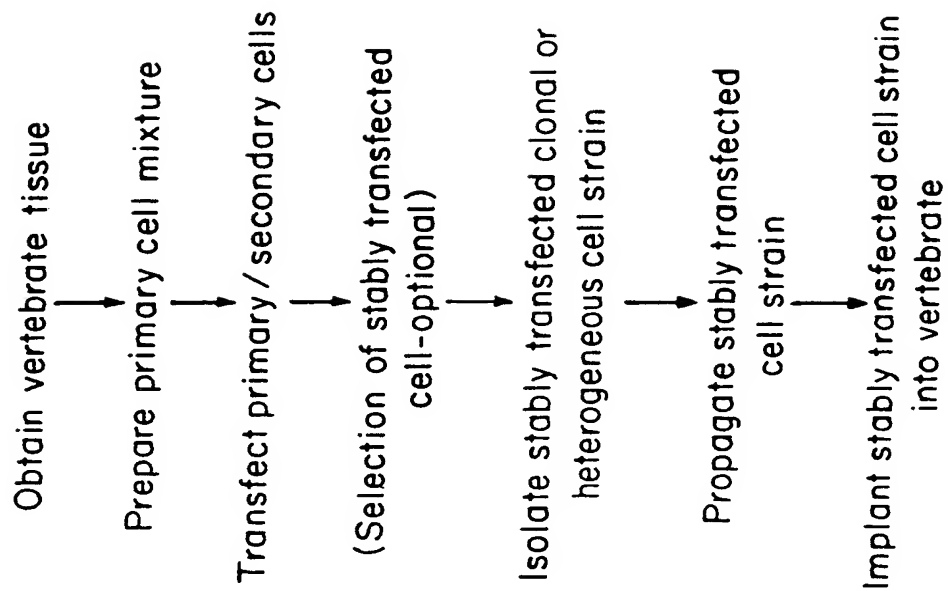 Obtain vertebrate tissue
Prepare primary cell mixture
Transfect primary/secondary cells
(Selection of stably transfected
cell-optional)
Isolate stably transfected clonal or
heterogeneous cell strain
Propagate stably transfected
cell strain
Implant stably transfected cell strain
into vertebrate